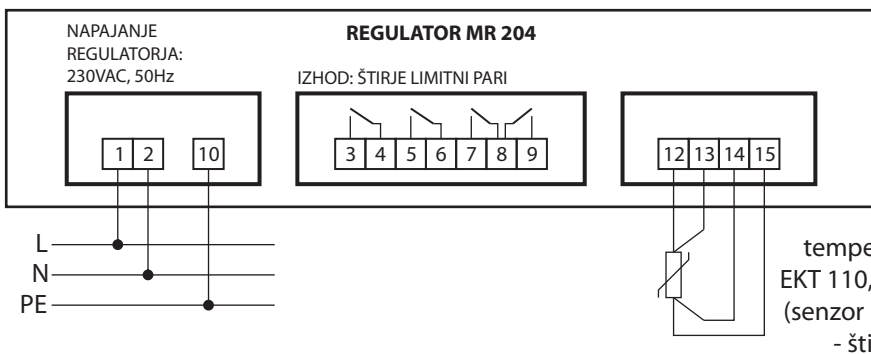 NAPAJANJE
REGULATORJA:
230VAC, 50Hz
REGULATOR MR 204
IZHOD: ŠTIRJE LIMITNI PARI
1 2 10
3 4 5 6 7 8 9
12 13 14 15
L
N
PE
EKT 110,
(senzor
-